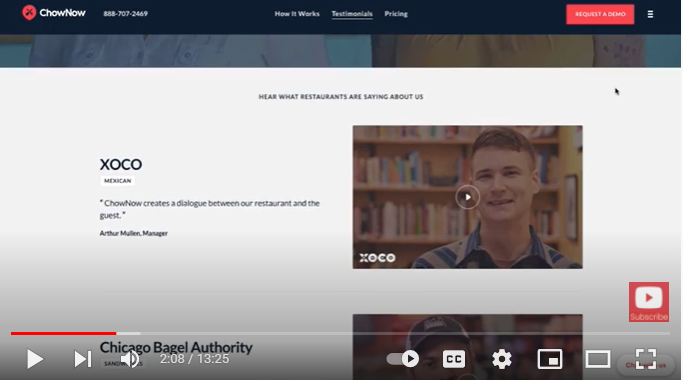 ChowNow
888-707-2469
How It Works
Testimonials
Pricing
REQUEST A DEMO
HEAR WHAT RESTAURANTS ARE SAYING ABOUT US
XOCO
MEXICAN
"ChowNow creates a dialogue between our restaurant and the
guest."
Arthur Mullen, Manager
XOCO
Subscribe
Chicago Bagel Authority
2:08 / 13:25
CC